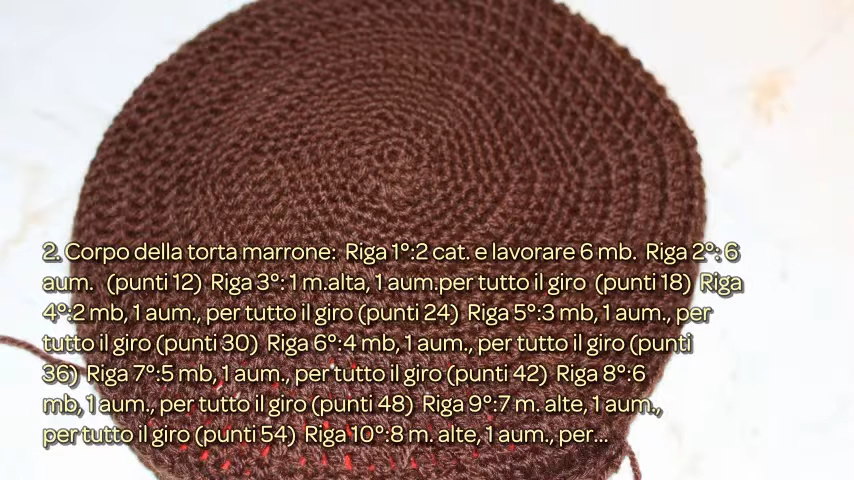 2. Corpo della torta marrone:  Riga 1°:2 cat. e lavorare 6 mb.  Riga 2°: 6
aum.  (punti 12)  Riga 3°: 1 m.alta, 1 aum.per tutto il giro  (punti 18)  Riga
4°:2 mb, 1 aum., per tutto il giro (punti 24)  Riga 5°:3 mb, 1 aum., per
tutto il giro (punti 30)  Riga 6°:4 mb, 1 aum., per tutto il giro (punti
36)  Riga 7°:5 mb, 1 aum., per tutto il giro (punti 42)  Riga 8°:6
mb, 1 aum., per tutto il giro (punti 48)  Riga 9°:7 m. alte, 1 aum.,
per tutto il giro (punti 54)  Riga 10°:8 m. alte, 1 aum., per...